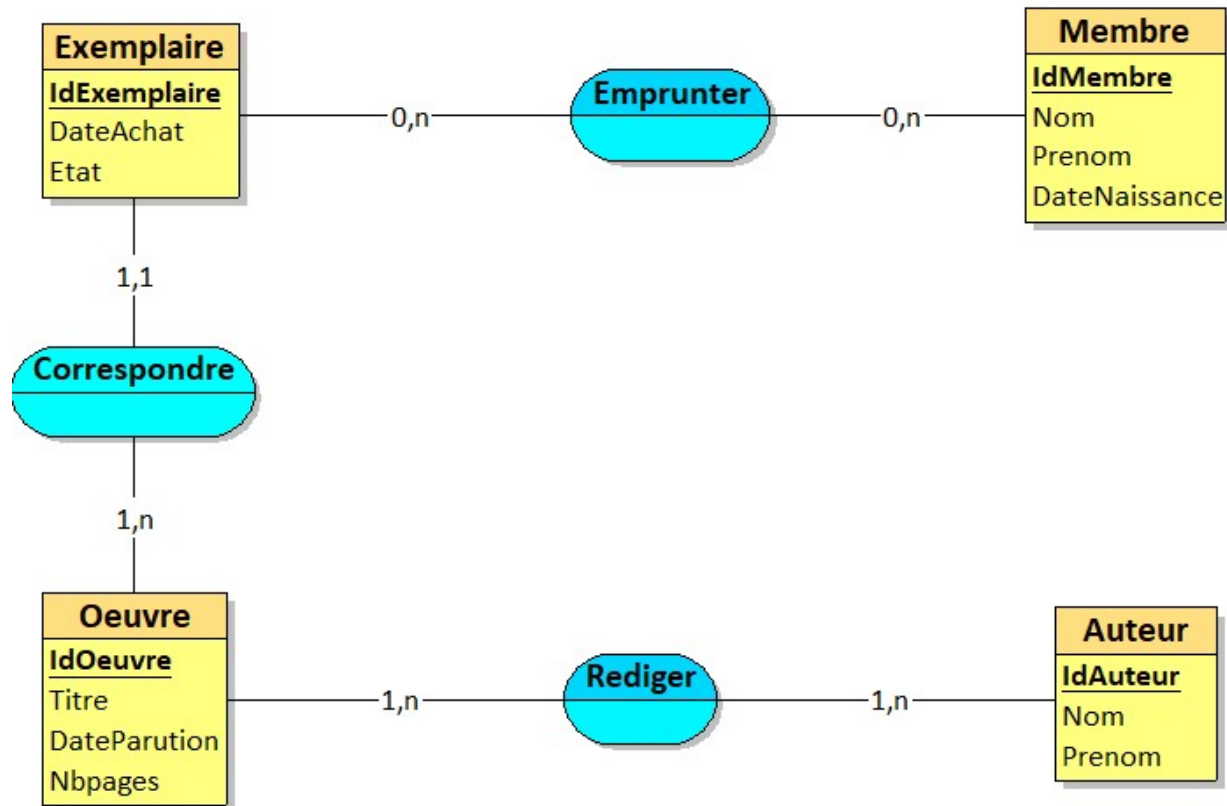 Exemplaire
IdExemplaire
DateAchat
Etat
0,n
Emprunter
0,n
Membre
IdMembre
Nom
Prenom
DateNaissance
1,1
Correspondre
1,n
Oeuvre
IdOeuvre
Titre
DateParution
Nbpages
1,n
Rediger
1,n
Auteur
IdAuteur
Nom
Prenom